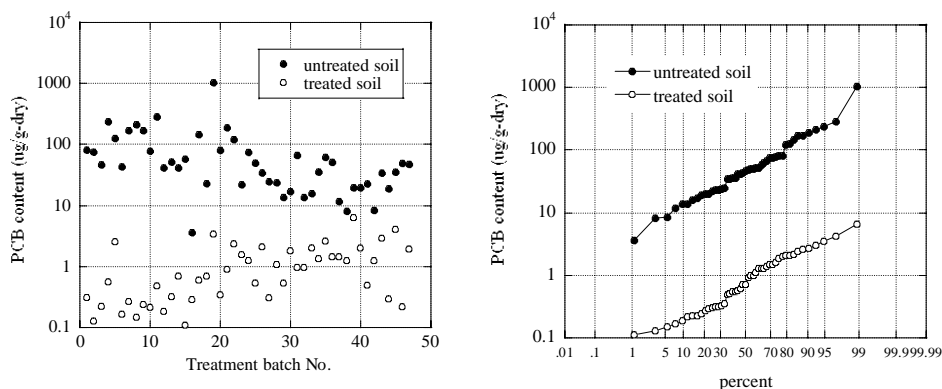 10^4
1000
100
10
1
0.1
PCB content (ug/g-dry)
0 10 20 30 40 50
Treatment batch No.
untreated soil
treated soil
10^4
1000
100
10
1
0.1
PCB content (ug/g-dry)
.01 .1 1 5 10 20 30 50 70 80 90 95 99 99.9 99.99
percent
untreated soil
treated soil